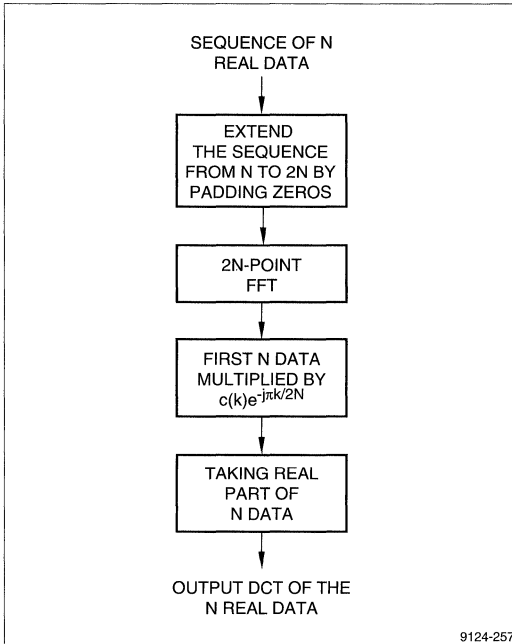 SEQUENCE OF N
REAL DATA
EXTEND
THE SEQUENCE
FROM N TO 2N BY
PADDING ZEROS
2N-POINT
FFT
FIRST N DATA
MULTIPLIED BY
c(k)e^-jπk/2N
TAKING REAL
PART OF
N DATA
OUTPUT DCT OF THE
N REAL DATA
9124-257